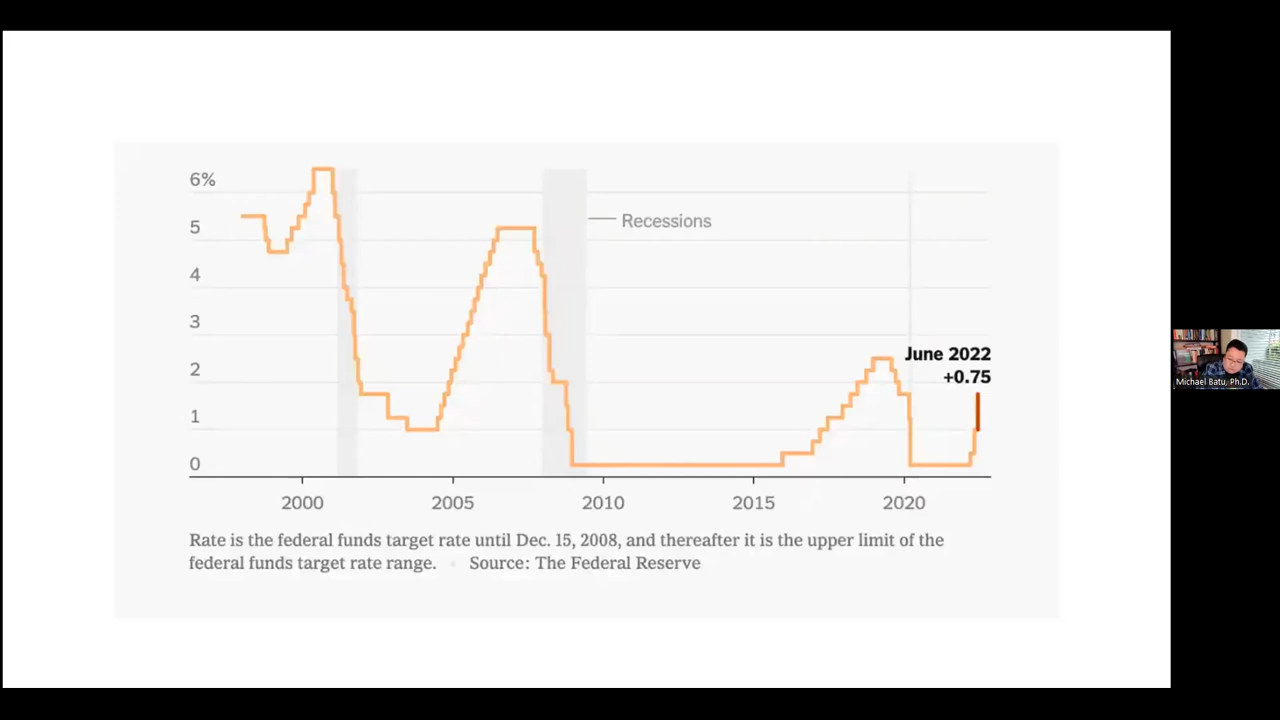 6%
5
4
3
2
1
0
Recessions
June 2022
+0.75
2000 2005 2010 2015 2020
Rate is the federal funds target rate until Dec. 15, 2008, and thereafter it is the upper limit of the
federal funds target rate range. • Source: The Federal Reserve
Michael Batu, Ph.D.